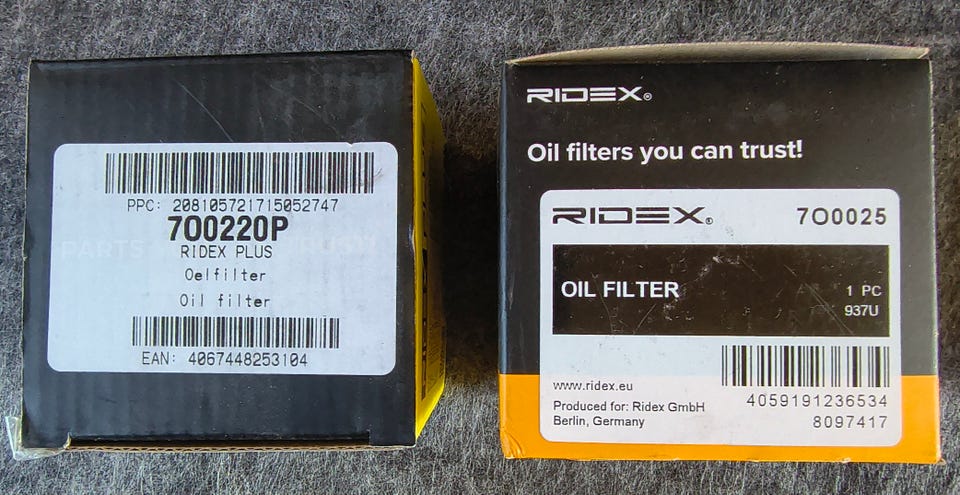 PPC: 208105721715052747
7O0220P
RIDEX PLUS
Oelfilter
Oil filter
EAN: 4067448253104
RIDEX®
Oil filters you can trust!
RIDEX®
7O0025
OIL FILTER
1 PC
937U
www.ridex.eu
Produced for: Ridex GmbH
Berlin, Germany
4059191236534
8097417